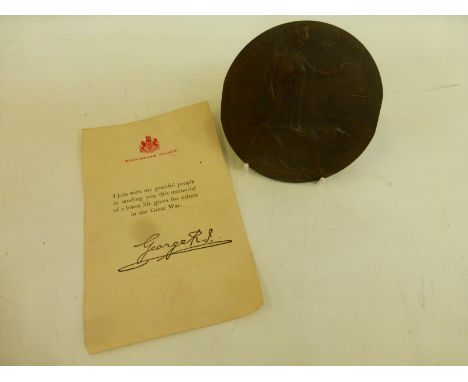 BUCKINGHAM PALACE
I join with my grateful people
in sending you this memorial
of a brave life given for others
in the Great War.
George R.I.